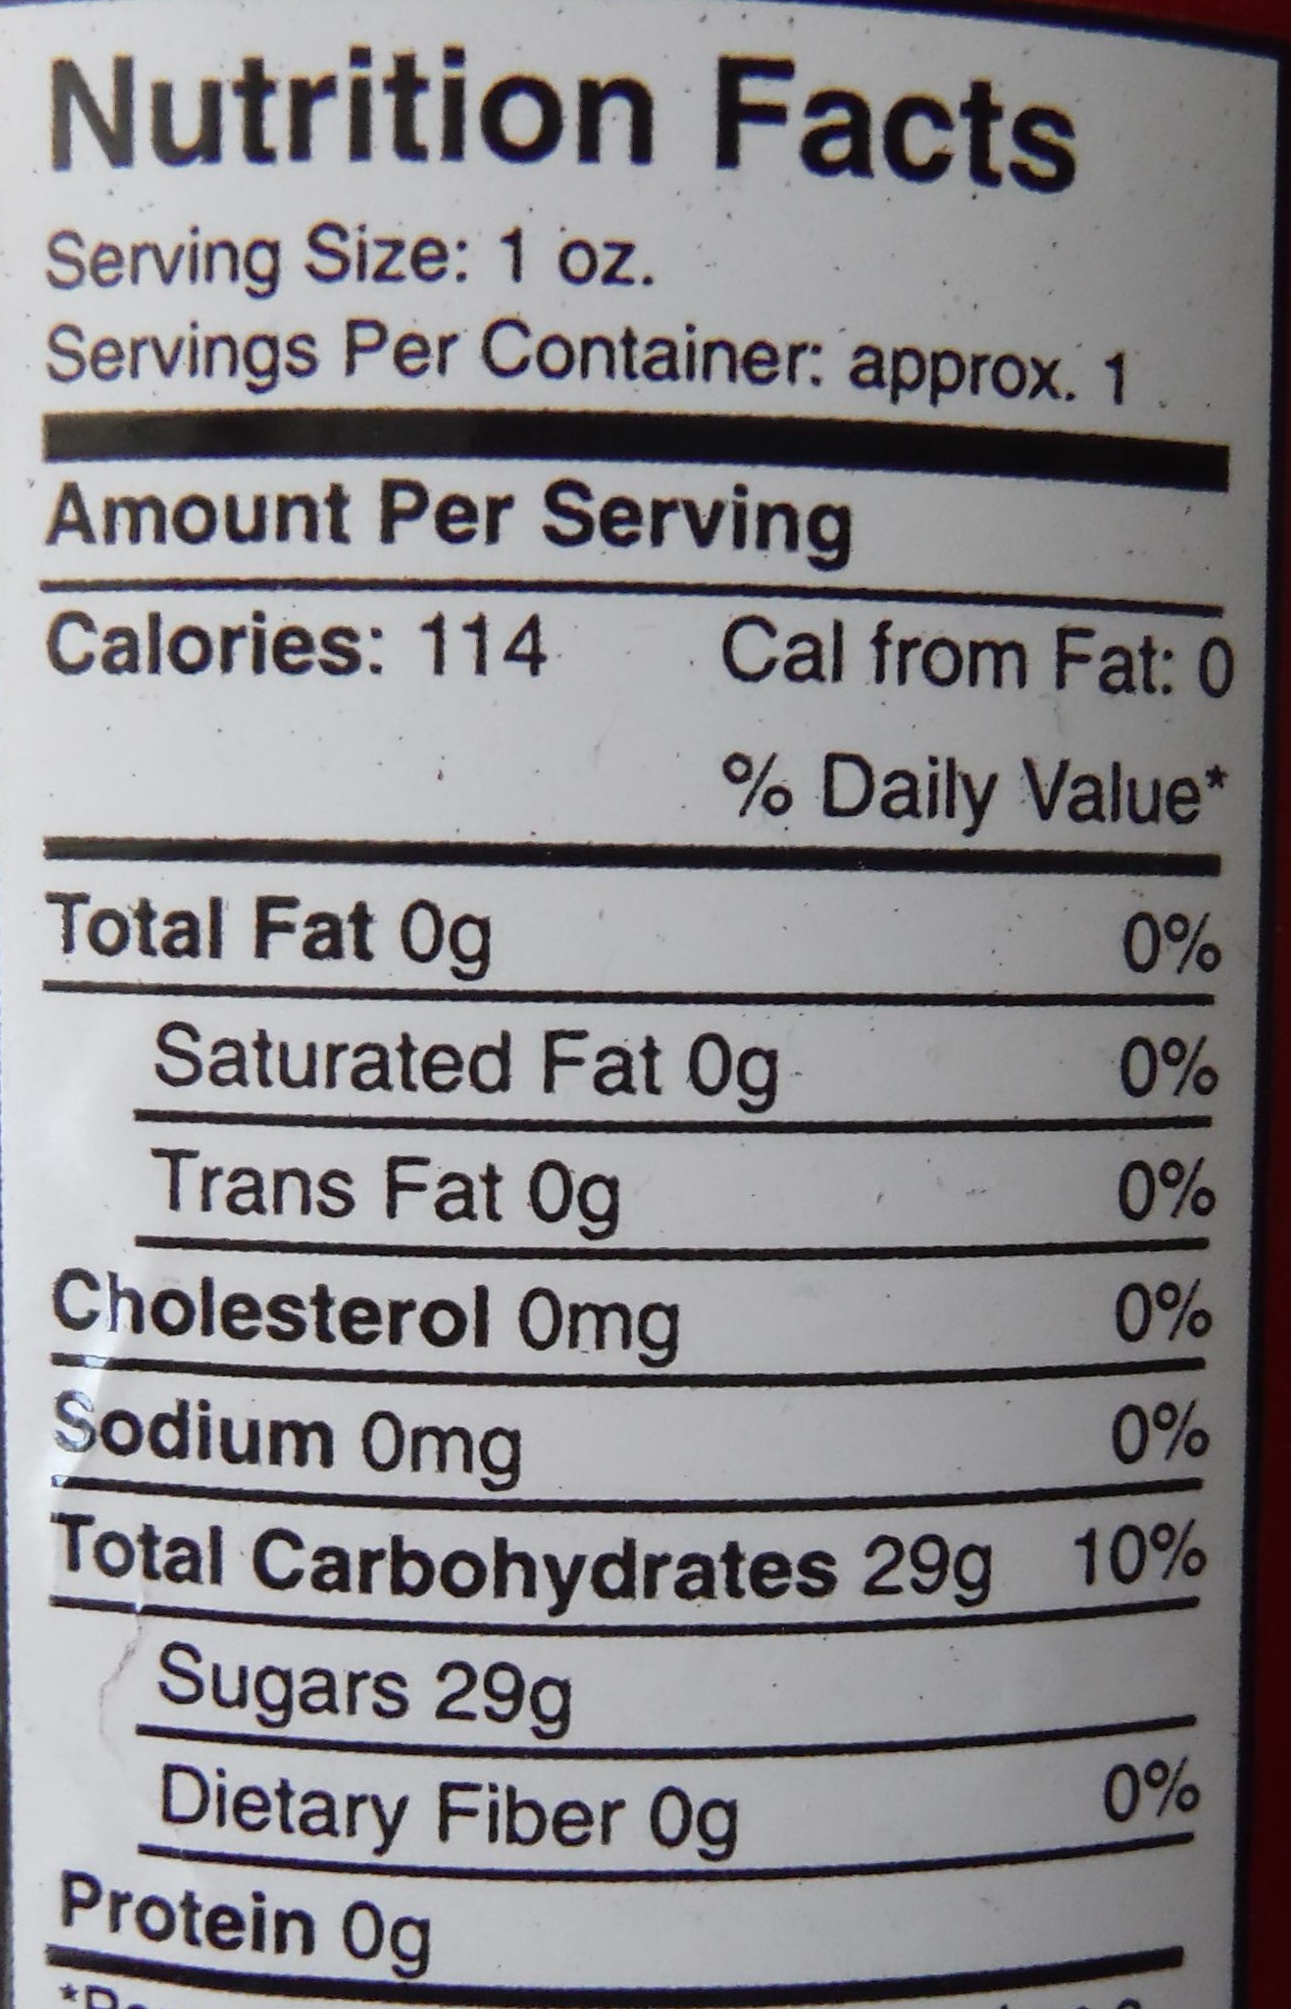 Nutrition Facts
Serving Size: 1 oz.
Servings Per Container: approx. 1
Amount Per Serving
Calories: 114 Cal from Fat: 0
% Daily Value*
Total Fat 0g 0%
Saturated Fat 0g 0%
Trans Fat 0g 0%
Cholesterol 0mg 0%
Sodium 0mg 0%
Total Carbohydrates 29g 10%
Sugars 29g
Dietary Fiber 0g 0%
Protein 0g